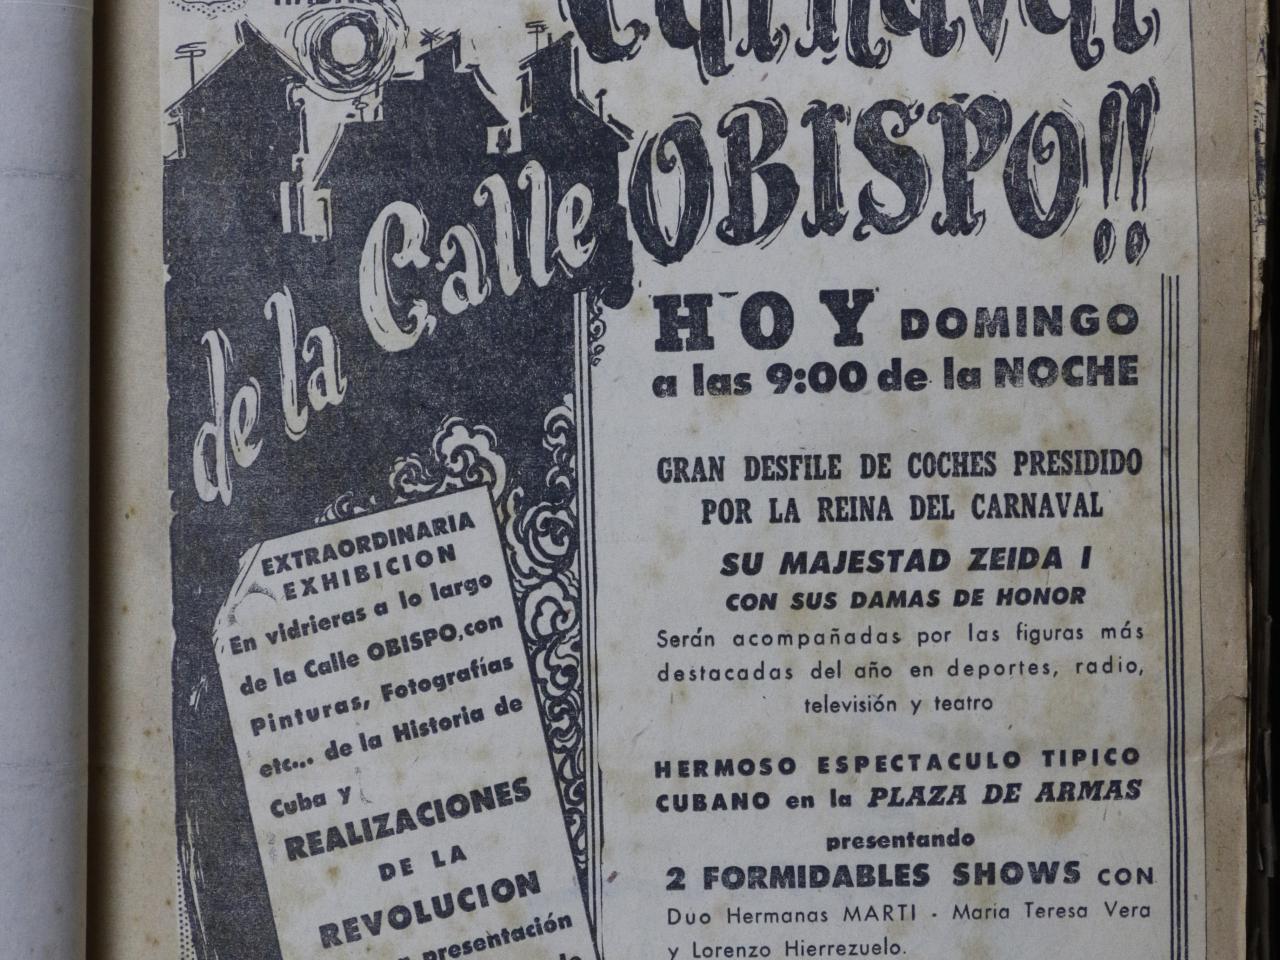 Carnaval
de la Calle OBISPO!!
HOY DOMINGO
a las 9:00 de la NOCHE
GRAN DESFILE DE COCHES PRESIDIDO
POR LA REINA DEL CARNAVAL
SU MAJESTAD ZEIDA I
CON SUS DAMAS DE HONOR
Serán acompañadas por las figuras más
destacadas del año en deportes, radio,
televisión y teatro
HERMOSO ESPECTACULO TIPICO
CUBANO en la PLAZA DE ARMAS
presentando
2 FORMIDABLES SHOWS CON
Duo Hermanas MARTI - Maria Teresa Vera
y Lorenzo Hierrezuelo.
EXTRAORDINARIA
EXHIBICION
En vidrieras a lo largo
de la Calle OBISPO, con
Pinturas, Fotografías
etc... de la Historia de
Cuba y
REALIZACIONES
DE LA
REVOLUCION
presentación